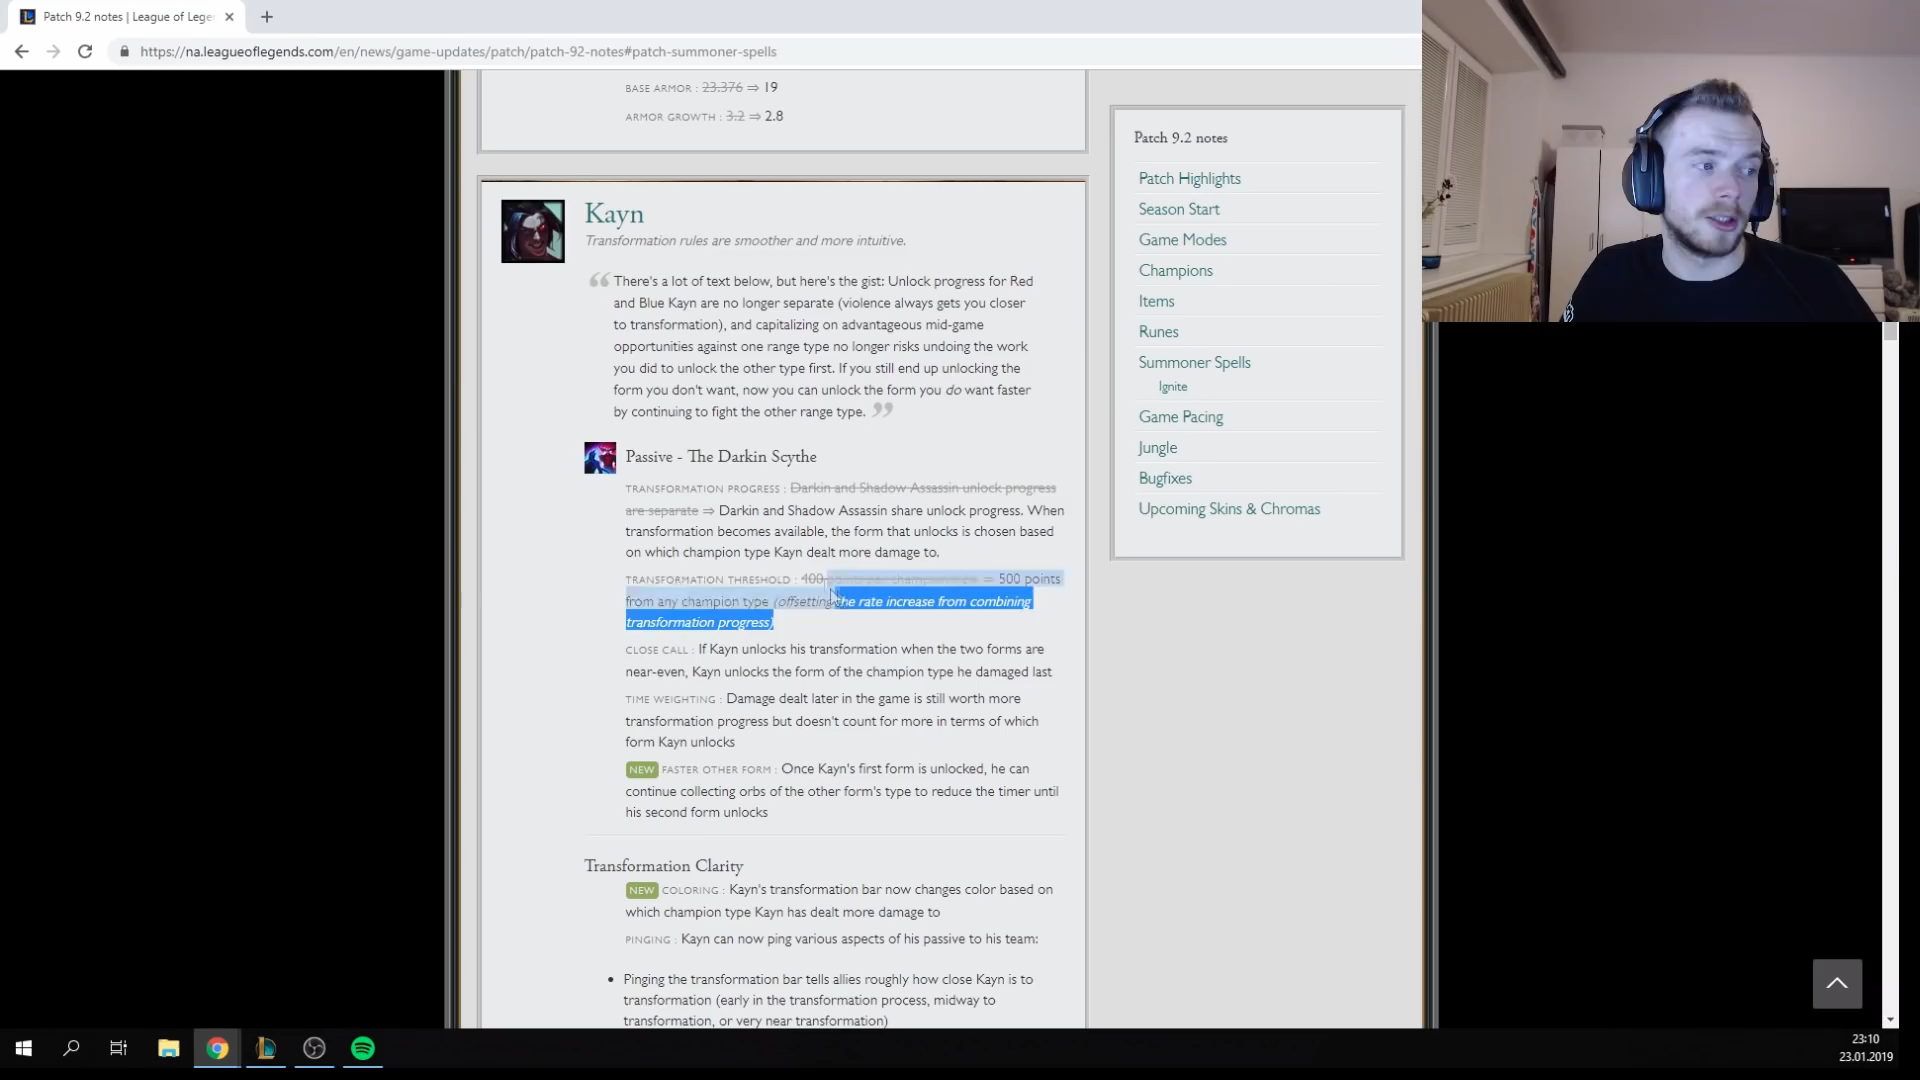 Patch 9.2 notes | League of Lege
https://na.leagueoflegends.com/en/news/game-updates/patch/patch-92-notes#patch-summoner-spells
BASE ARMOR : 23.376 ⇒ 19
ARMOR GROWTH : 3.2 ⇒ 2.8
Kayn
Transformation rules are smoother and more intuitive.
“ There's a lot of text below, but here's the gist: Unlock progress for Red
and Blue Kayn are no longer separate (violence always gets you closer
to transformation), and capitalizing on advantageous mid-game
opportunities against one range type no longer risks undoing the work
you did to unlock the other type first. If you still end up unlocking the
form you don't want, now you can unlock the form you do want faster
by continuing to fight the other range type. ”
Passive - The Darkin Scythe
TRANSFORMATION PROGRESS : Darkin and Shadow Assassin unlock progress
are separate ⇒ Darkin and Shadow Assassin share unlock progress. When
transformation becomes available, the form that unlocks is chosen based
on which champion type Kayn dealt more damage to.
TRANSFORMATION THRESHOLD : 400 points per champion ⇒ 500 points
from any champion type (offsetting the rate increase from combining
transformation progress)
CLOSE CALL : If Kayn unlocks his transformation when the two forms are
near-even, Kayn unlocks the form of the champion type he damaged last
TIME WEIGHTING : Damage dealt later in the game is still worth more
transformation progress but doesn't count for more in terms of which
form Kayn unlocks
NEW FASTER OTHER FORM : Once Kayn's first form is unlocked, he can
continue collecting orbs of the other form's type to reduce the timer until
his second form unlocks
Transformation Clarity
NEW COLORING : Kayn's transformation bar now changes color based on
which champion type Kayn has dealt more damage to
PINGING : Kayn can now ping various aspects of his passive to his team:
• Pinging the transformation bar tells allies roughly how close Kayn is to
transformation (early in the transformation process, midway to
transformation, or very near transformation)
Patch 9.2 notes
Patch Highlights
Season Start
Game Modes
Champions
Items
Runes
Summoner Spells
Ignite
Game Pacing
Jungle
Bugfixes
Upcoming Skins & Chromas
23:10
23.01.2019